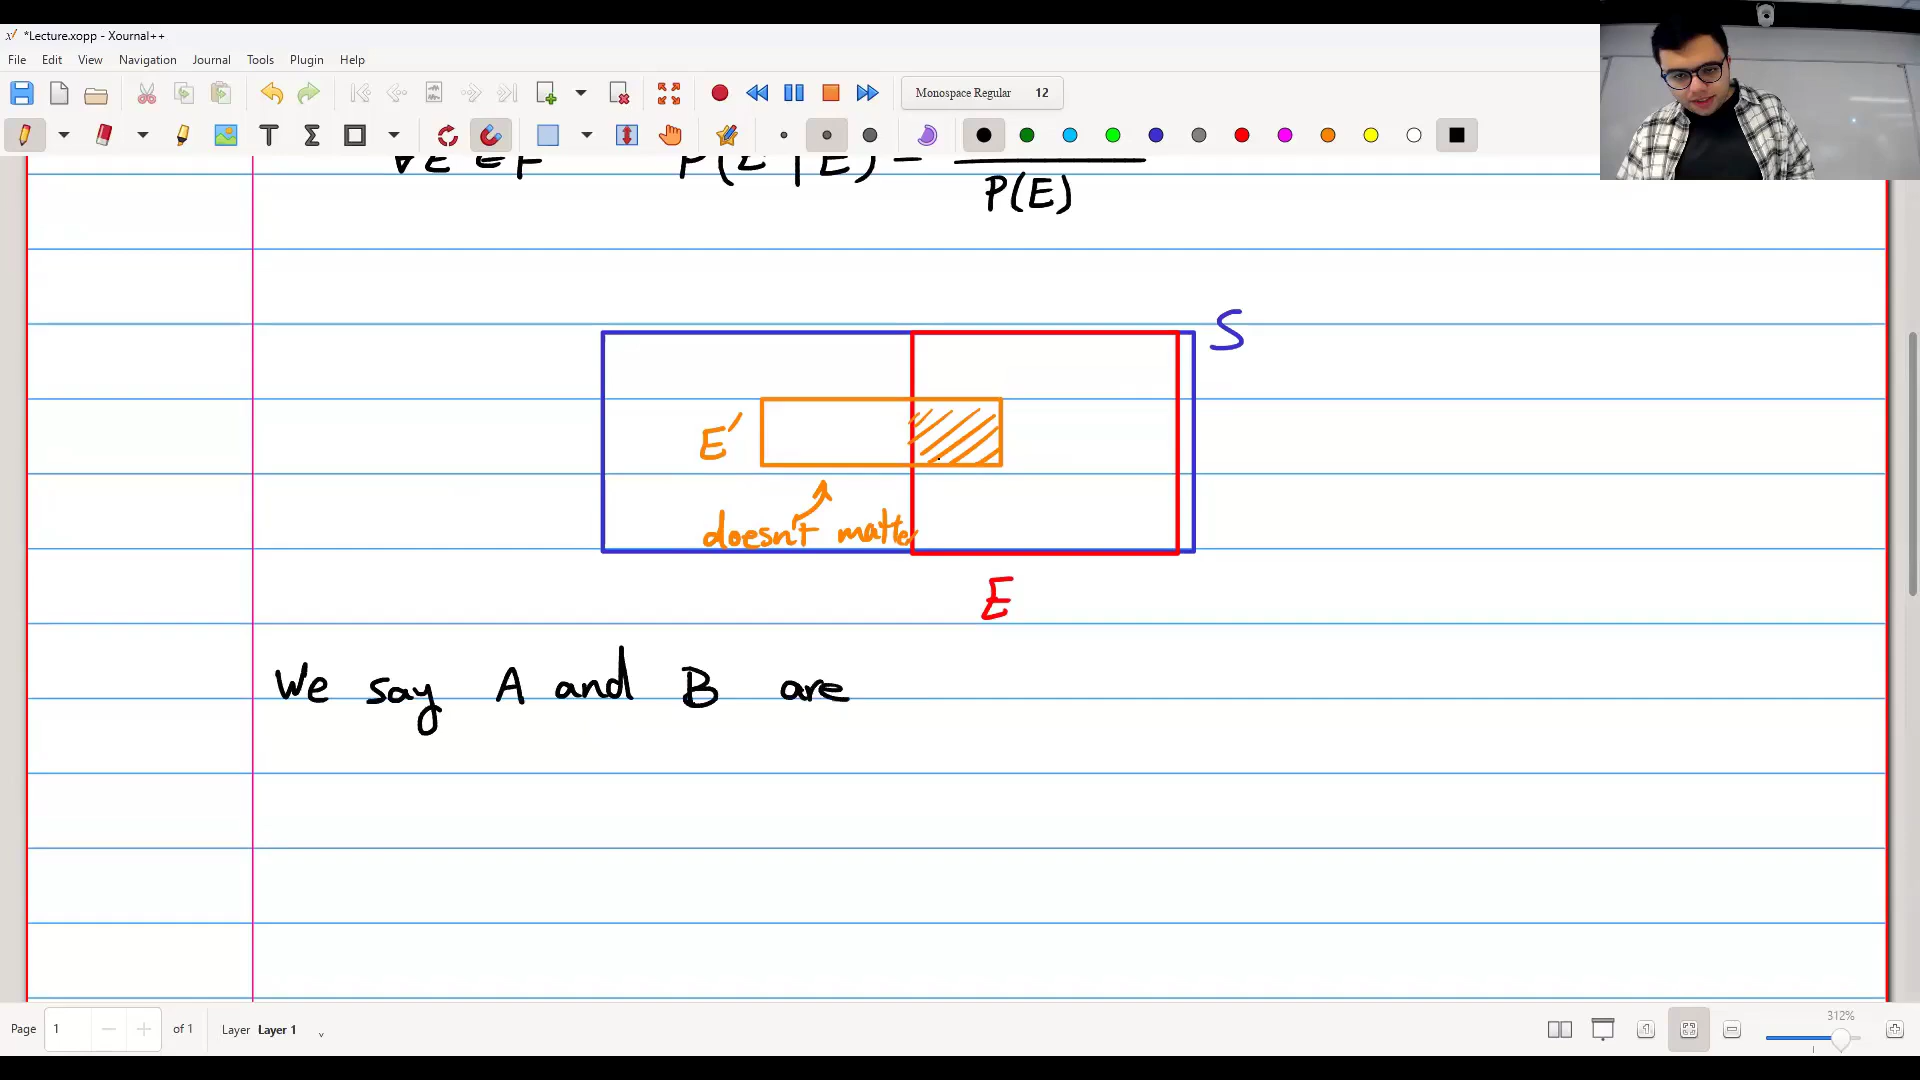 *Lecture.xopp - Xournal++
File Edit View Navigation Journal Tools Plugin Help
Monospace Regular 12
P(E)
S
E′
doesn't matter
E
We say A and B are
Page 1 of 1 Layer Layer 1 312%